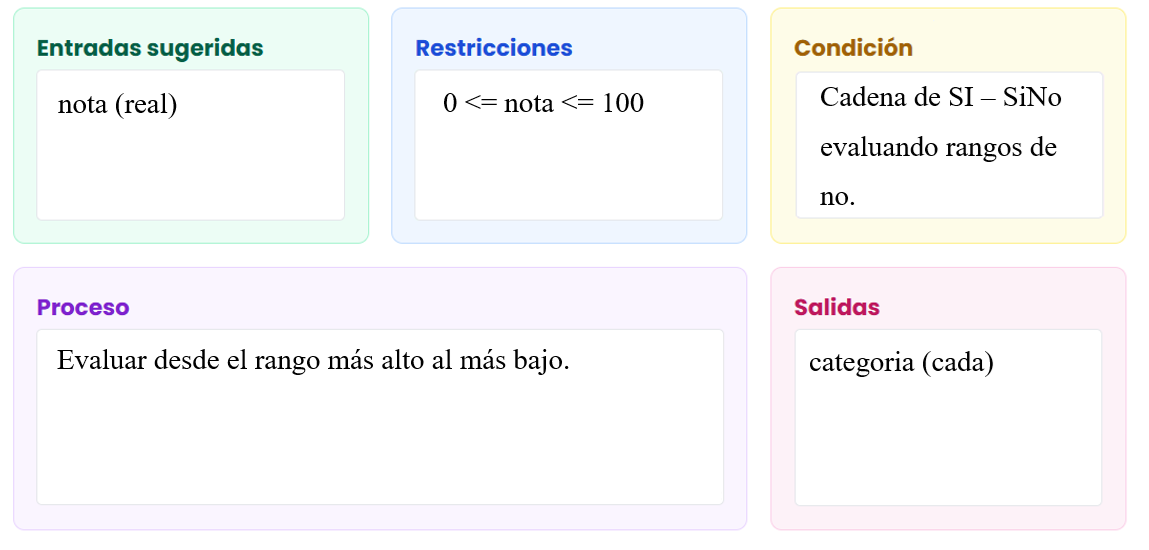 Entradas sugeridas
nota (real)
Restricciones
0 <= nota <= 100
Condición
Cadena de SI – SiNo
evaluando rangos de
no.
Proceso
Evaluar desde el rango más alto al más bajo.
Salidas
categoria (cada)